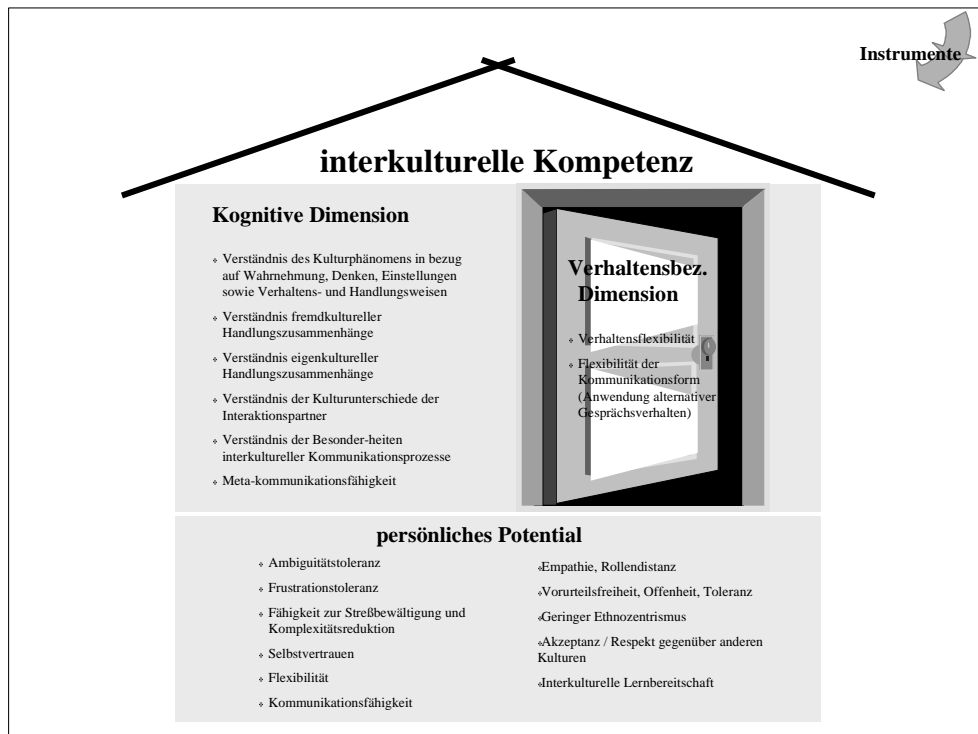 Instrumente
interkulturelle Kompetenz
Kognitive Dimension
Verständnis des Kulturphänomens in bezug
auf Wahrnehmung, Denken, Einstellungen
sowie Verhaltens- und Handlungsweisen
Verständnis fremdkultureller
Handlungszusammenhänge
Verständnis eigenkultureller
Handlungszusammenhänge
Verständnis der Kulturunterschiede der
Interaktionspartner
Verständnis der Besonder-heiten
interkultureller Kommunikationsprozesse
Meta-kommunikationsfähigkeit
Verhaltensbez.
Dimension
Verhaltensflexibilität
Flexibilität der
Kommunikationsform
(Anwendung alternativer
Gesprächsverhalten)
persönliches Potential
Ambiguitätstoleranz
Frustrationstoleranz
Fähigkeit zur Streßbewältigung und
Komplexitätsreduktion
Selbstvertrauen
Flexibilität
Kommunikationsfähigkeit
Empathie, Rollendistanz
Vorurteilsfreiheit, Offenheit, Toleranz
Geringer Ethnozentrismus
Akzeptanz / Respekt gegenüber anderen
Kulturen
Interkulturelle Lernbereitschaft